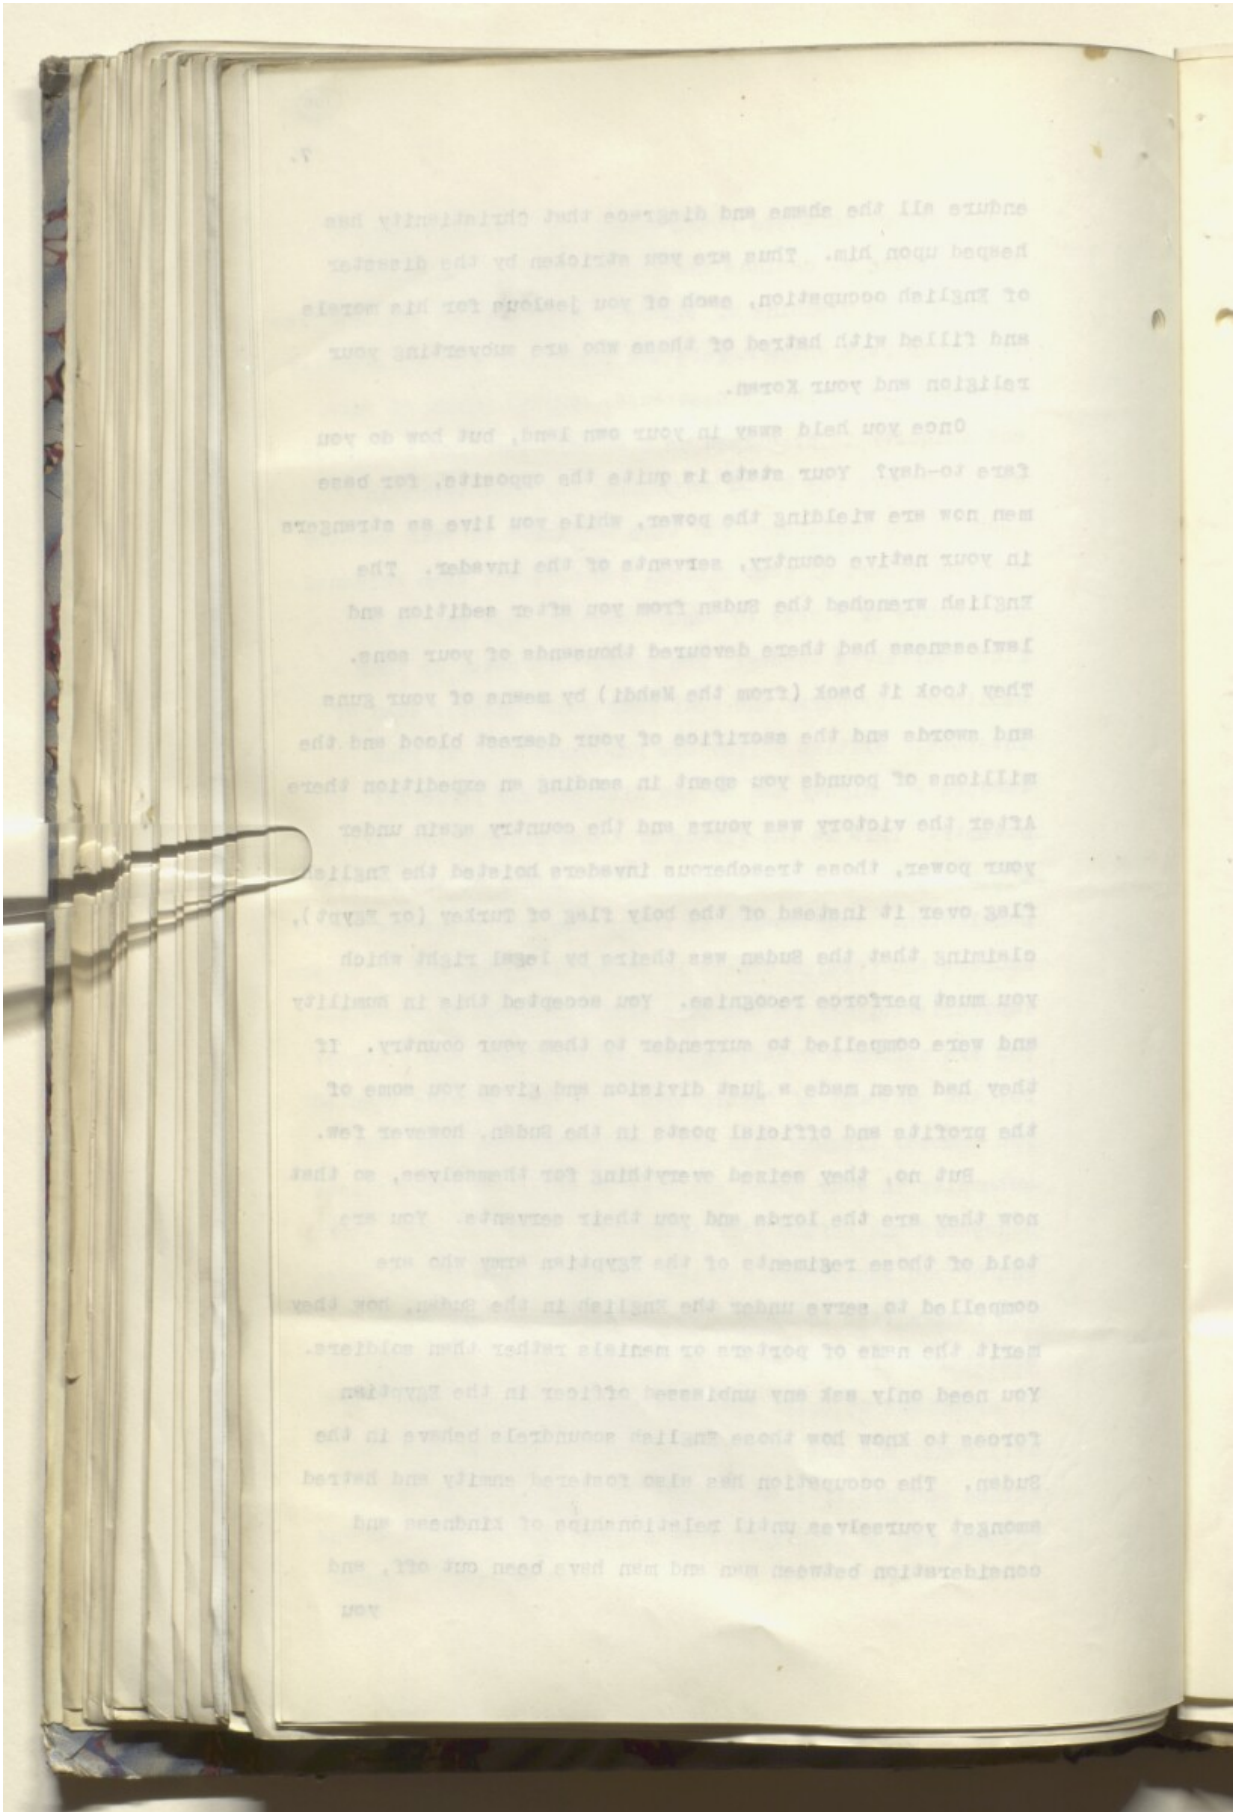 7.
endure all the shame and disgrace that Christianity has
heaped upon him. Thus are you stricken by the disaster
of English occupation, each of you jealous for his morals
and filled with hatred of those who are subverting your
religion and your Koran.
Once you held sway in your own land, but how do you
fare to-day? Your state is quite the opposite, for base
men now are wielding the power, while you live as strangers
in your native country, servants of the invader. The
English wrenched the Sudan from you after sedition and
lawlessness had there devoured thousands of your sons.
They took it back (from the Mahdi) by means of your guns
and swords and the sacrifice of your dearest blood and the
millions of pounds you spent in sending an expedition there
After the victory was yours and the country again under
your power, those treacherous invaders hoisted the English
flag over it instead of the holy flag of Turkey (or Egypt),
claiming that the Sudan was theirs by legal right which
you must perforce recognise. You accepted this in humility
and were compelled to surrender to them your country. If
they had even made a just division and given you some of
the profits and official posts in the Sudan, however few.
But no, they seized everything for themselves, so that
now they are the lords and you their servants. You are
told of those regiments of the Egyptian army who are
compelled to serve under the English in the Sudan, how they
merit the name of porters or menials rather than soldiers.
You need only ask any unbiassed officer in the Egyptian
forces to know how those English scoundrels behave in the
Sudan. The occupation has also fostered enmity and hatred
amongst yourselves until relationships of kindness and
consideration between man and man have been cut off, and
you